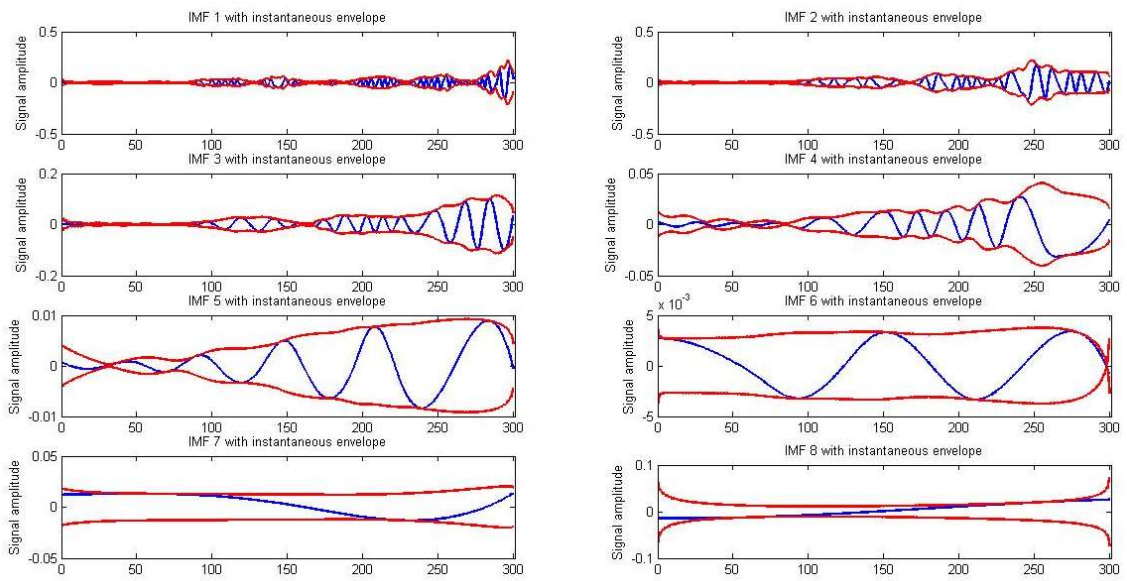 IMF 1 with instantaneous envelope
Signal amplitude
0.5
0
-0.5
0 50 100 150 200 250 300
IMF 2 with instantaneous envelope
Signal amplitude
0.5
0
-0.5
0 50 100 150 200 250 300
IMF 3 with instantaneous envelope
Signal amplitude
0.2
0
-0.2
0 50 100 150 200 250 300
IMF 4 with instantaneous envelope
Signal amplitude
0.05
0
-0.05
0 50 100 150 200 250 300
IMF 5 with instantaneous envelope
Signal amplitude
0.01
0
-0.01
0 50 100 150 200 250 300
x 10⁻³
IMF 6 with instantaneous envelope
Signal amplitude
5
0
-5
0 50 100 150 200 250 300
IMF 7 with instantaneous envelope
Signal amplitude
0.05
0
-0.05
0 50 100 150 200 250 300
IMF 8 with instantaneous envelope
Signal amplitude
0.1
0
-0.1
0 50 100 150 200 250 300